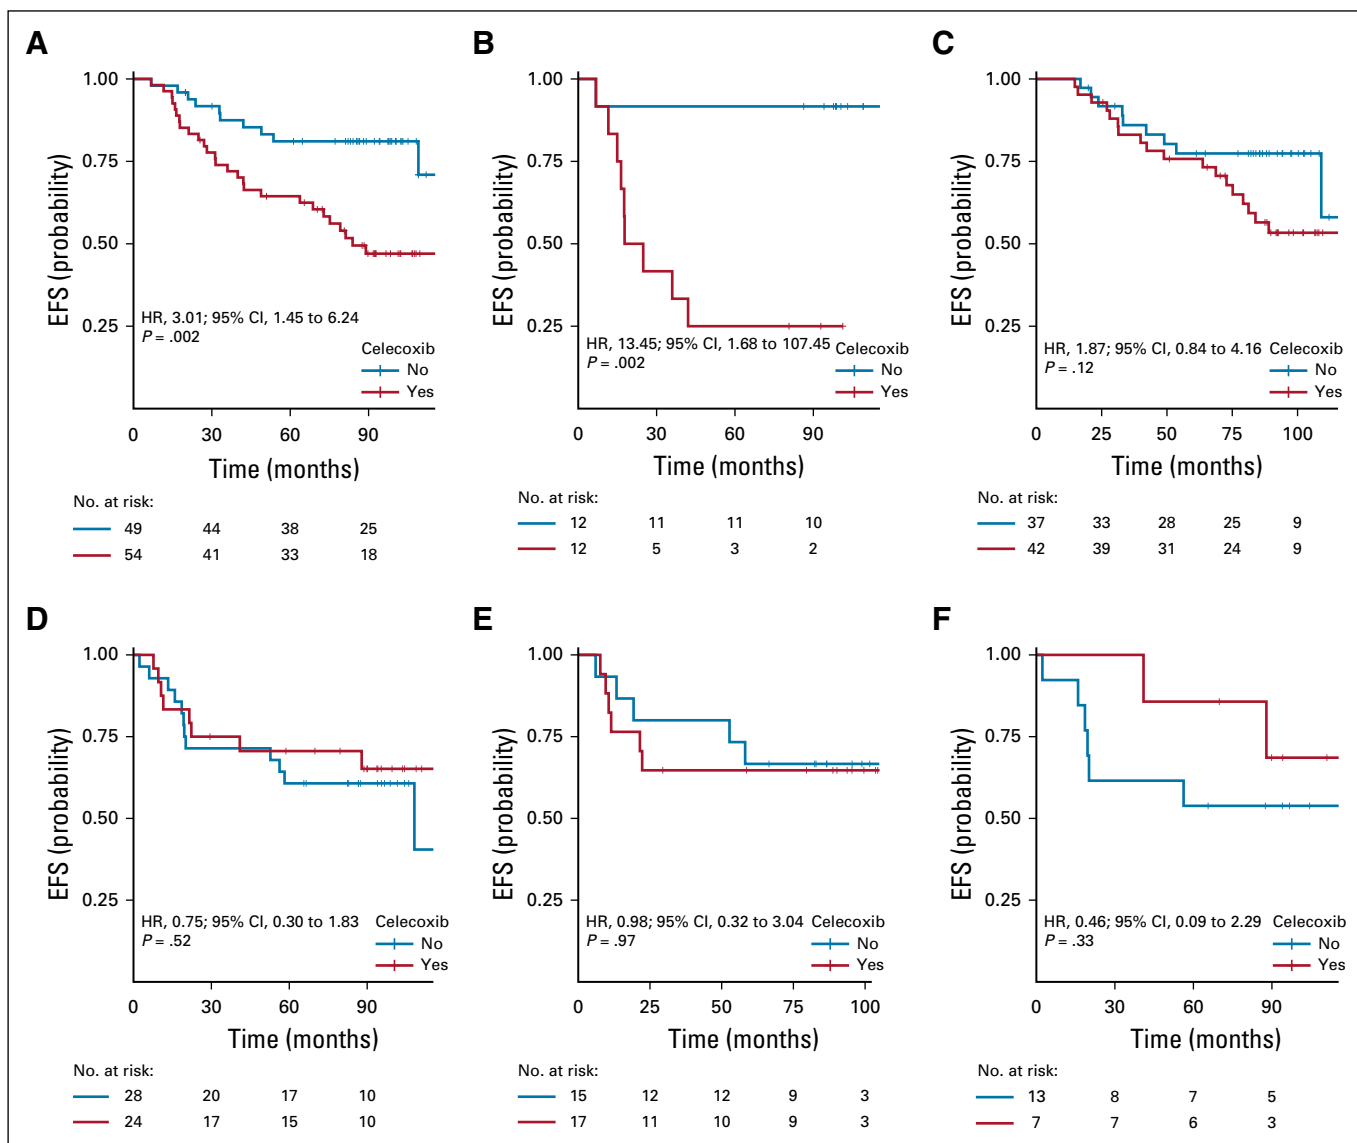 A
1.00
0.75
0.50
0.25
EFS (probability)
HR, 3.01; 95% CI, 1.45 to 6.24
P = .002
Celecoxib
No
Yes
0 30 60 90
Time (months)
No. at risk:
49 44 38 25
54 41 33 18
B
1.00
0.75
0.50
0.25
EFS (probability)
HR, 13.45; 95% CI, 1.68 to 107.45
P = .002
Celecoxib
No
Yes
0 30 60 90
Time (months)
No. at risk:
12 11 11 10
12 5 3 2
C
1.00
0.75
0.50
0.25
EFS (probability)
HR, 1.87; 95% CI, 0.84 to 4.16
P = .12
Celecoxib
No
Yes
0 25 50 75 100
Time (months)
No. at risk:
37 33 28 25 9
42 39 31 24 9
D
1.00
0.75
0.50
0.25
EFS (probability)
HR, 0.75; 95% CI, 0.30 to 1.83
P = .52
Celecoxib
No
Yes
0 30 60 90
Time (months)
No. at risk:
28 20 17 10
24 17 15 10
E
1.00
0.75
0.50
0.25
EFS (probability)
HR, 0.98; 95% CI, 0.32 to 3.04
P = .97
Celecoxib
No
Yes
0 25 50 75 100
Time (months)
No. at risk:
15 12 12 9 3
17 11 10 9 3
F
1.00
0.75
0.50
0.25
EFS (probability)
HR, 0.46; 95% CI, 0.09 to 2.29
P = .33
Celecoxib
No
Yes
0 30 60 90
Time (months)
No. at risk:
13 8 7 5
7 7 6 3